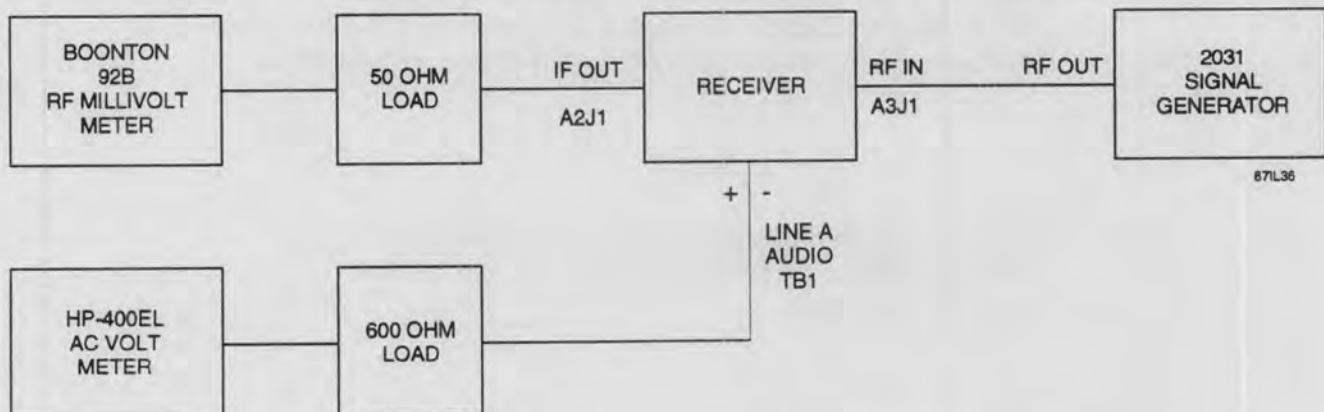 BOONTON
92B
RF MILLIVOLT
METER
50 OHM
LOAD
IF OUT
A2J1
RECEIVER
RF IN
A3J1
RF OUT
2031
SIGNAL
GENERATOR
871L36
+ -
LINE A
AUDIO
TB1
HP-400EL
AC VOLT
METER
600 OHM
LOAD